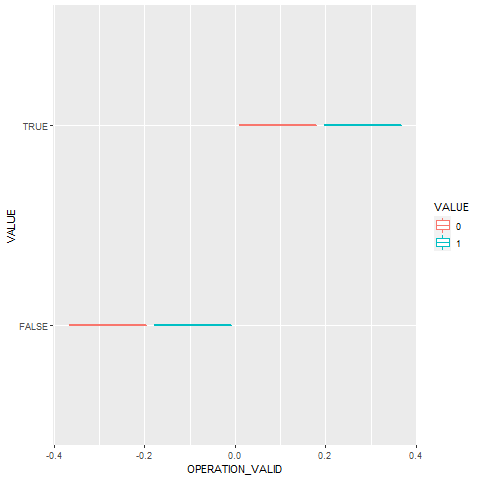 TRUE
VALUE
FALSE
-0.4
-0.2
0.0
0.2
0.4
OPERATION_VALID
VALUE
0
1